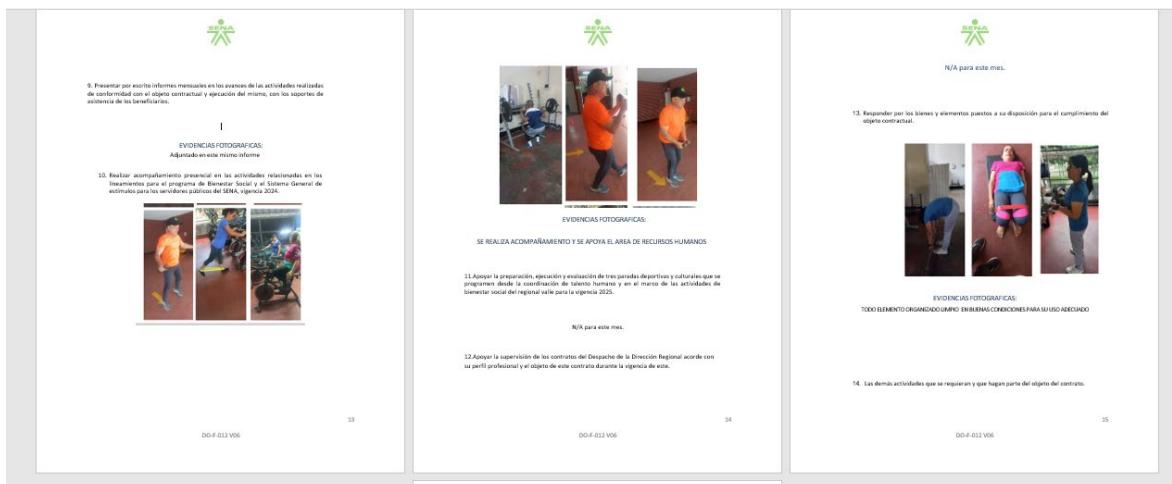 SENA
9. Presentar por escrito informes mensuales en los avances de las actividades realizadas
de conformidad con el objeto contractual y ejecución del mismo, con los soportes de
asistencia de los beneficiarios.
EVIDENCIAS FOTOGRAFICAS:
Adjuntado en este mismo informe
10. Realizar acompañamiento presencial en las actividades relacionadas en los
lineamientos para el programa de Bienestar Social y el Sistema General de
estímulos para los servidores públicos del SENA, vigencia 2024.
13
DO-F-012 V06
SENA
EVIDENCIAS FOTOGRAFICAS:
SE REALIZA ACOMPAÑAMIENTO Y SE APOYA EL AREA DE RECURSOS HUMANOS
11.Apoyar la preparación, ejecución y evaluación de tres paradas deportivas y culturales que se
programen desde la coordinación de talento humano y en el marco de las actividades de
bienestar social del regional valle para la vigencia 2025.
N/A para este mes.
12.Apoyar la supervisión de los contratos del Despacho de la Dirección Regional acorde con
su perfil profesional y el objeto de este contrato durante la vigencia de este.
14
DO-F-012 V06
SENA
N/A para este mes.
13. Responder por los bienes y elementos puestos a su disposición para el cumplimiento del
objeto contractual.
EVIDENCIAS FOTOGRAFICAS:
TODO ELEMENTO ORGANIZADO LIMPIO EN BUENAS CONDICIONES PARA SU USO ADECUADO
14. Las demás actividades que se requieran y que hagan parte del objeto del contrato.
15
DO-F-012 V06